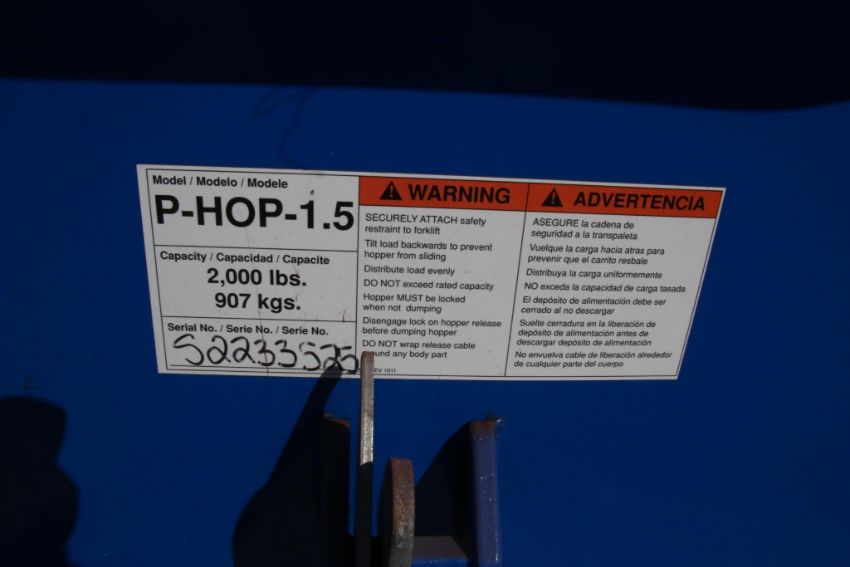 Model / Modelo / Modele
P-HOP-1.5
Capacity / Capacidad / Capacite
2,000 lbs.
907 kgs.
Serial No. / Serie No. / Serie No.
S2233525
WARNING
SECURELY ATTACH safety
restraint to forklift
Tilt load backwards to prevent
hopper from sliding
Distribute load evenly
DO NOT exceed rated capacity
Hopper MUST be locked
when not dumping
Disengage lock on hopper release
before dumping hopper
DO NOT wrap release cable
any body part
1011
ADVERTENCIA
ASEGURE la cadena de
seguridad a la transpaleta
Vuelque la carga hacia atras para
prevenir que el carrito resbale
Distribuya la carga uniformemente
NO exceda la capacidad de carga tasada
El depósito de alimentación debe ser
cerrado al no descargar
Suelte cerradura en la liberación de
depósito de alimentación antes de
descargar depósito de alimentación
No envuelva cable de liberación alrededor
de cualquier parte del cuerpo